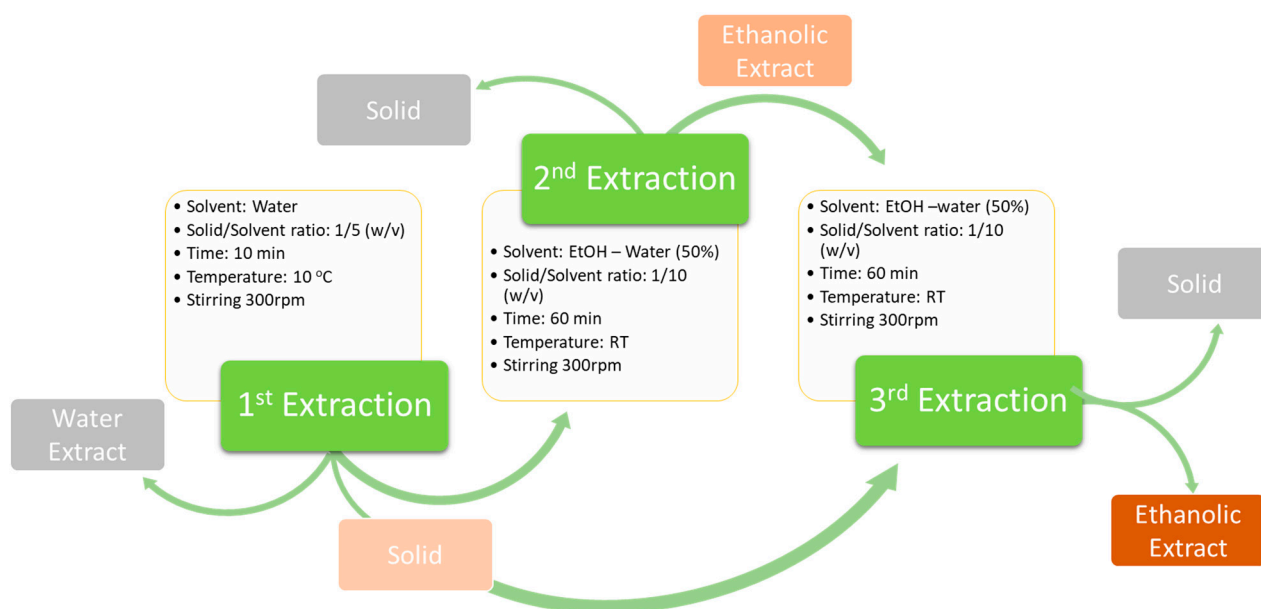 Ethanolic
Extract
Solid
2nd Extraction
• Solvent: Water
• Solid/Solvent ratio: 1/5 (w/v)
• Time: 10 min
• Temperature: 10 °C
• Stirring 300rpm
• Solvent: EtOH – Water (50%)
• Solid/Solvent ratio: 1/10
(w/v)
• Time: 60 min
• Temperature: RT
• Stirring 300rpm
• Solvent: EtOH –water (50%)
• Solid/Solvent ratio: 1/10
(w/v)
• Time: 60 min
• Temperature: RT
• Stirring 300rpm
Solid
1st Extraction
3rd Extraction
Water
Extract
Solid
Ethanolic
Extract